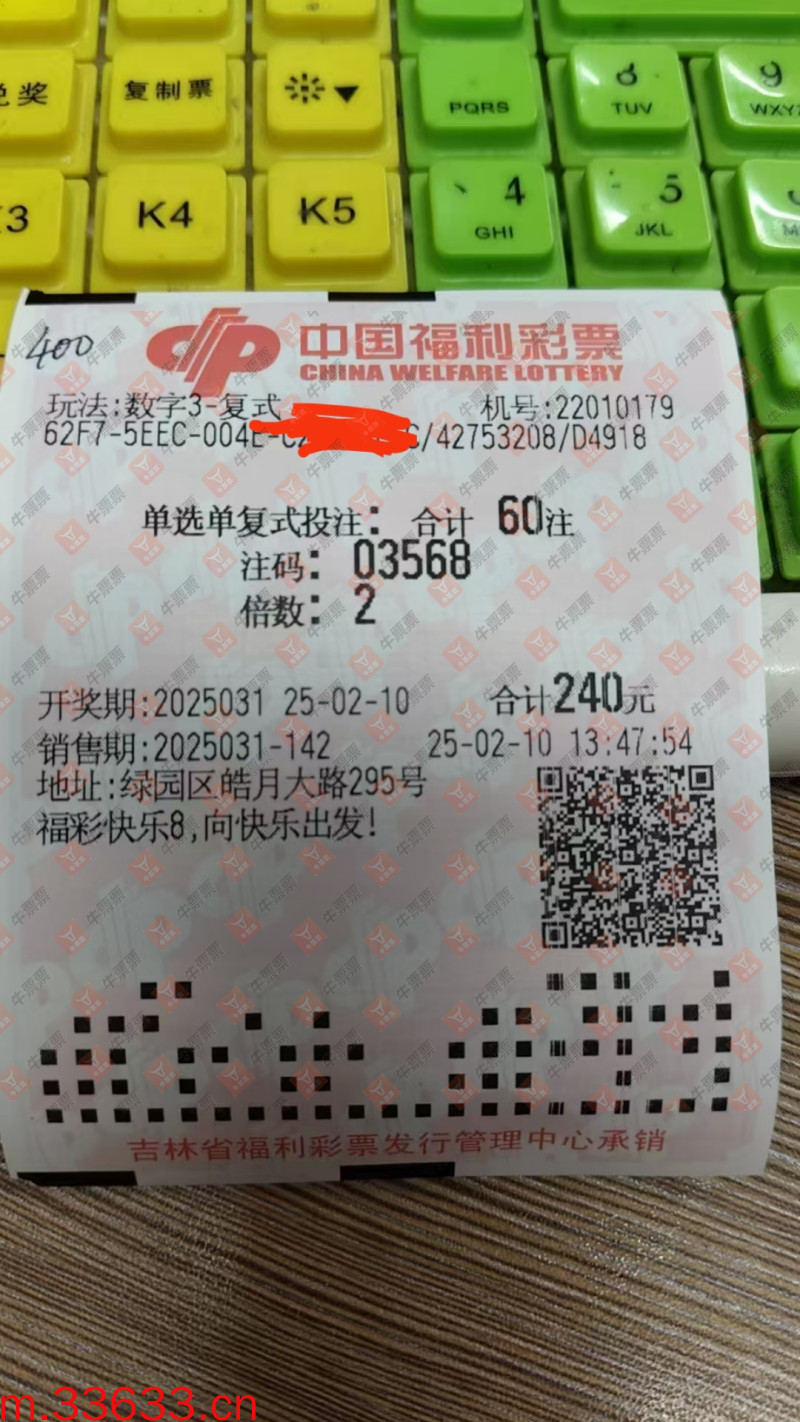 兑奖
复制票
PQRS
8
TUV
9
WXYZ
K3
K4
K5
4
GHI
5
JKL
400
中国福利彩票
CHINA WELFARE LOTTERY
玩法:数字3-复式
机号:22010179
62F7-5EEC-004E-C2 /42753208/D4918
单选单复式投注: 合计 60注
注码: 03568
倍数: 2
开奖期:2025031 25-02-10 合计240元
销售期:2025031-142 25-02-10 13:47:54
地址:绿园区皓月大路295号
福彩快乐8,向快乐出发!
吉林省福利彩票发行管理中心承销
牛票票
m.33633.cn